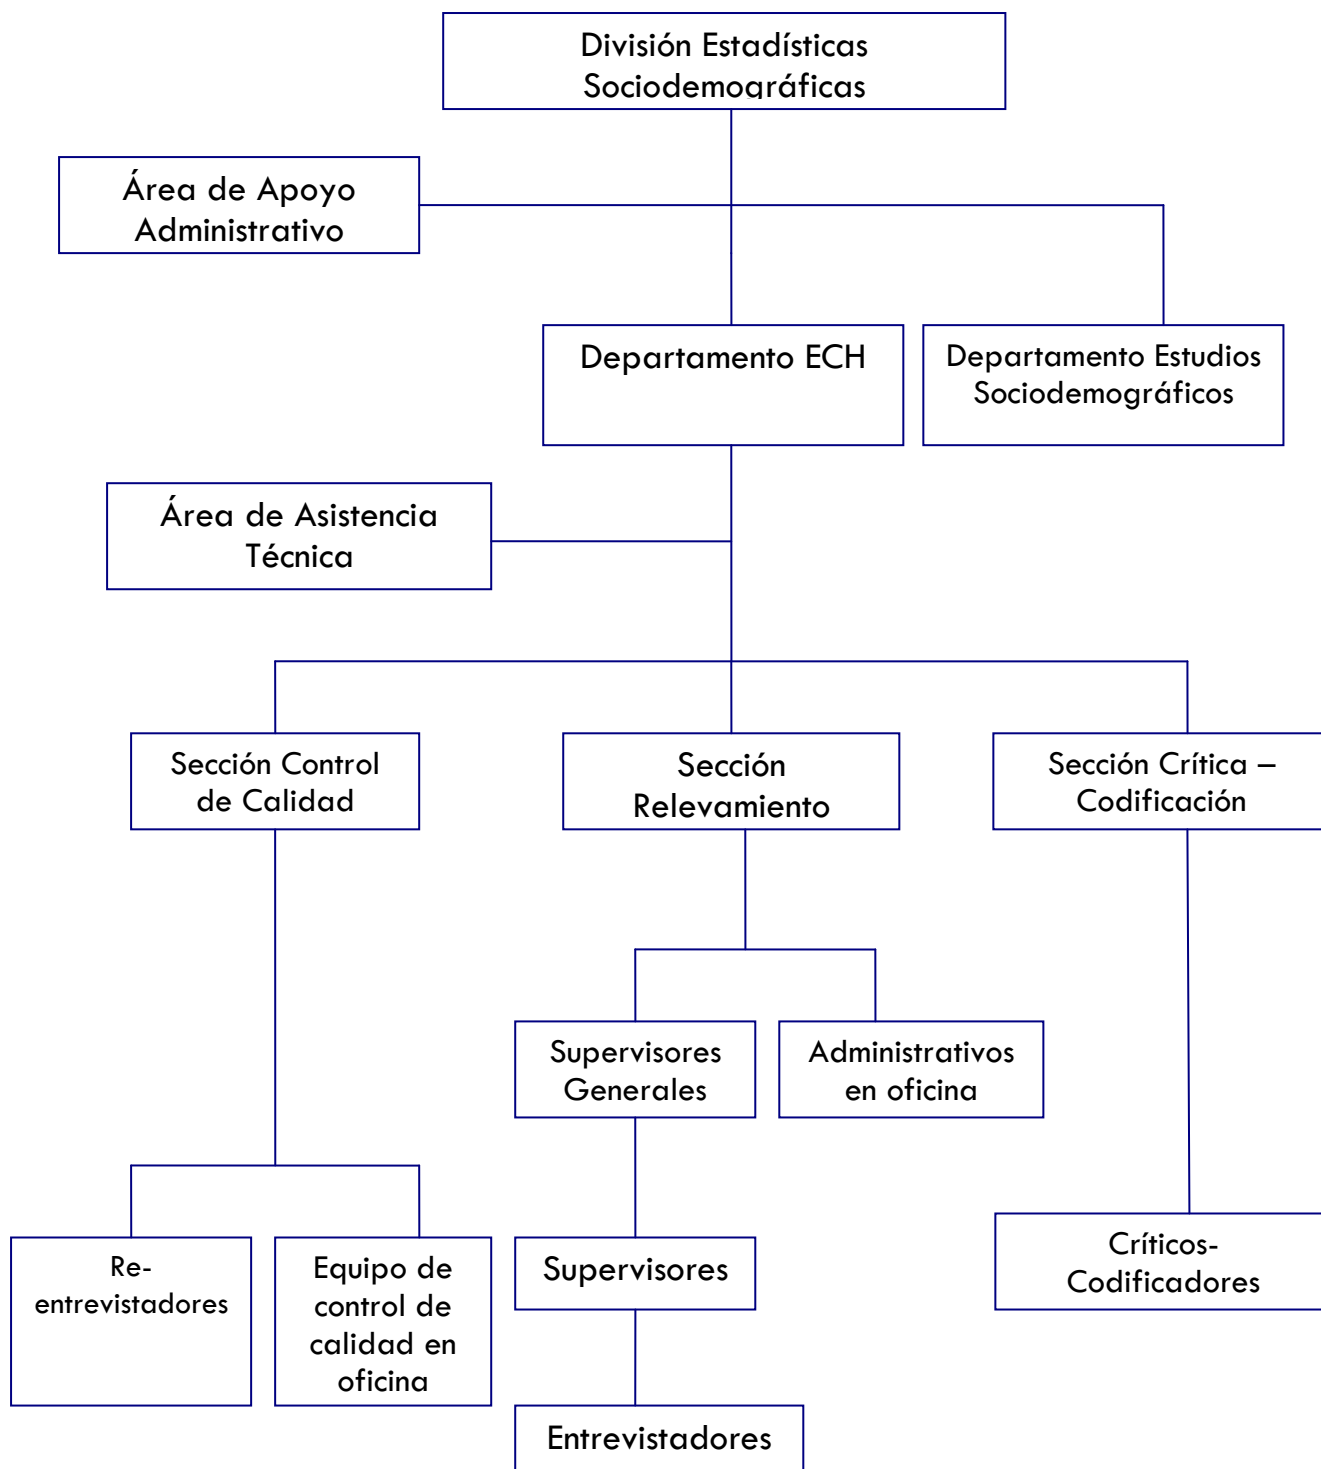 División Estadísticas
Sociodemográficas
Área de Apoyo
Administrativo
Departamento ECH
Departamento Estudios
Sociodemográficos
Área de Asistencia
Técnica
Sección Control
de Calidad
Sección
Relevamiento
Sección Crítica –
Codificación
Supervisores
Generales
Administrativos
en oficina
Re-
entrevistadores
Equipo de
control de
calidad en
oficina
Supervisores
Críticos-
Codificadores
Entrevistadores